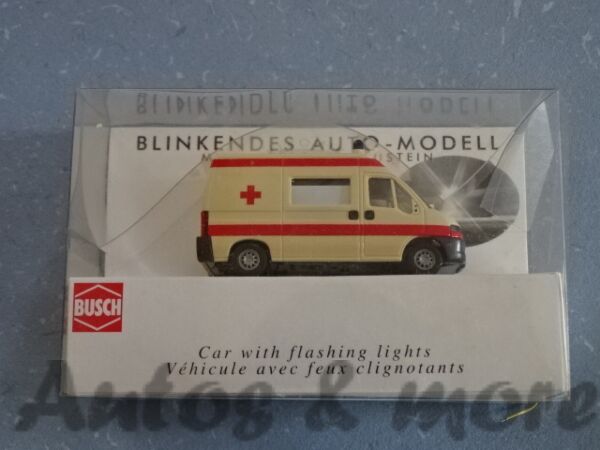 BLINKENDES AUTO-MODELL
BUSCH
Car with flashing lights
Véhicule avec feux clignotants
Autos & more